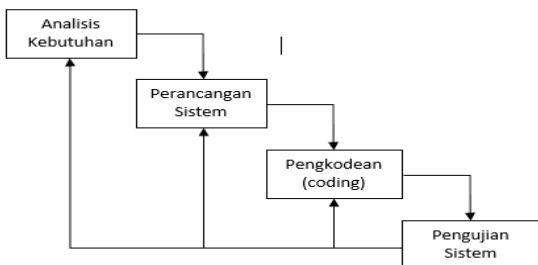 Analisis
Kebutuhan
Perancangan
Sistem
Pengkodean
(coding)
Pengujian
Sistem